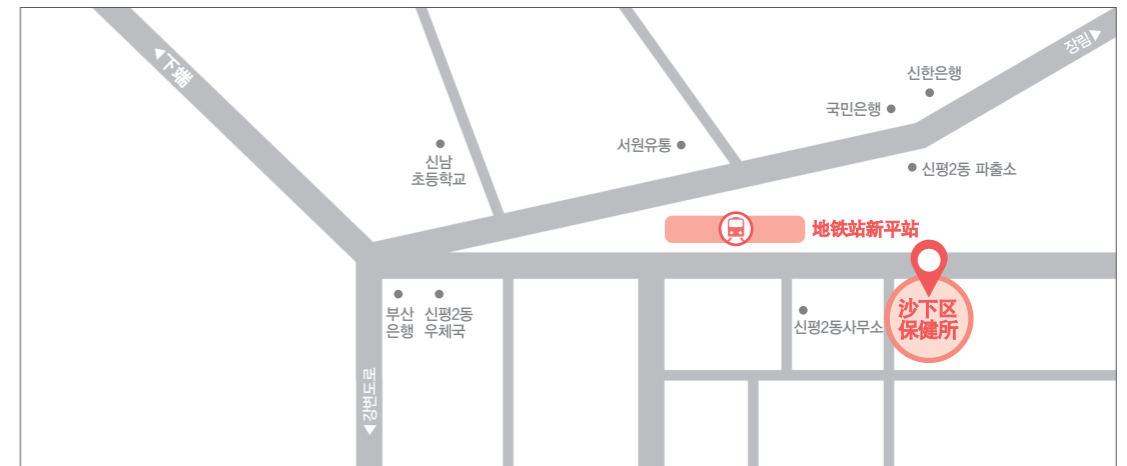 ◀下端
장림▶
신한은행
국민은행
신남
초등학교
서원유통
신평2동 파출소
地铁站新平站
부산
은행
신평2동
우체국
신평2동사무소
沙下区
保健所
◀강변도로